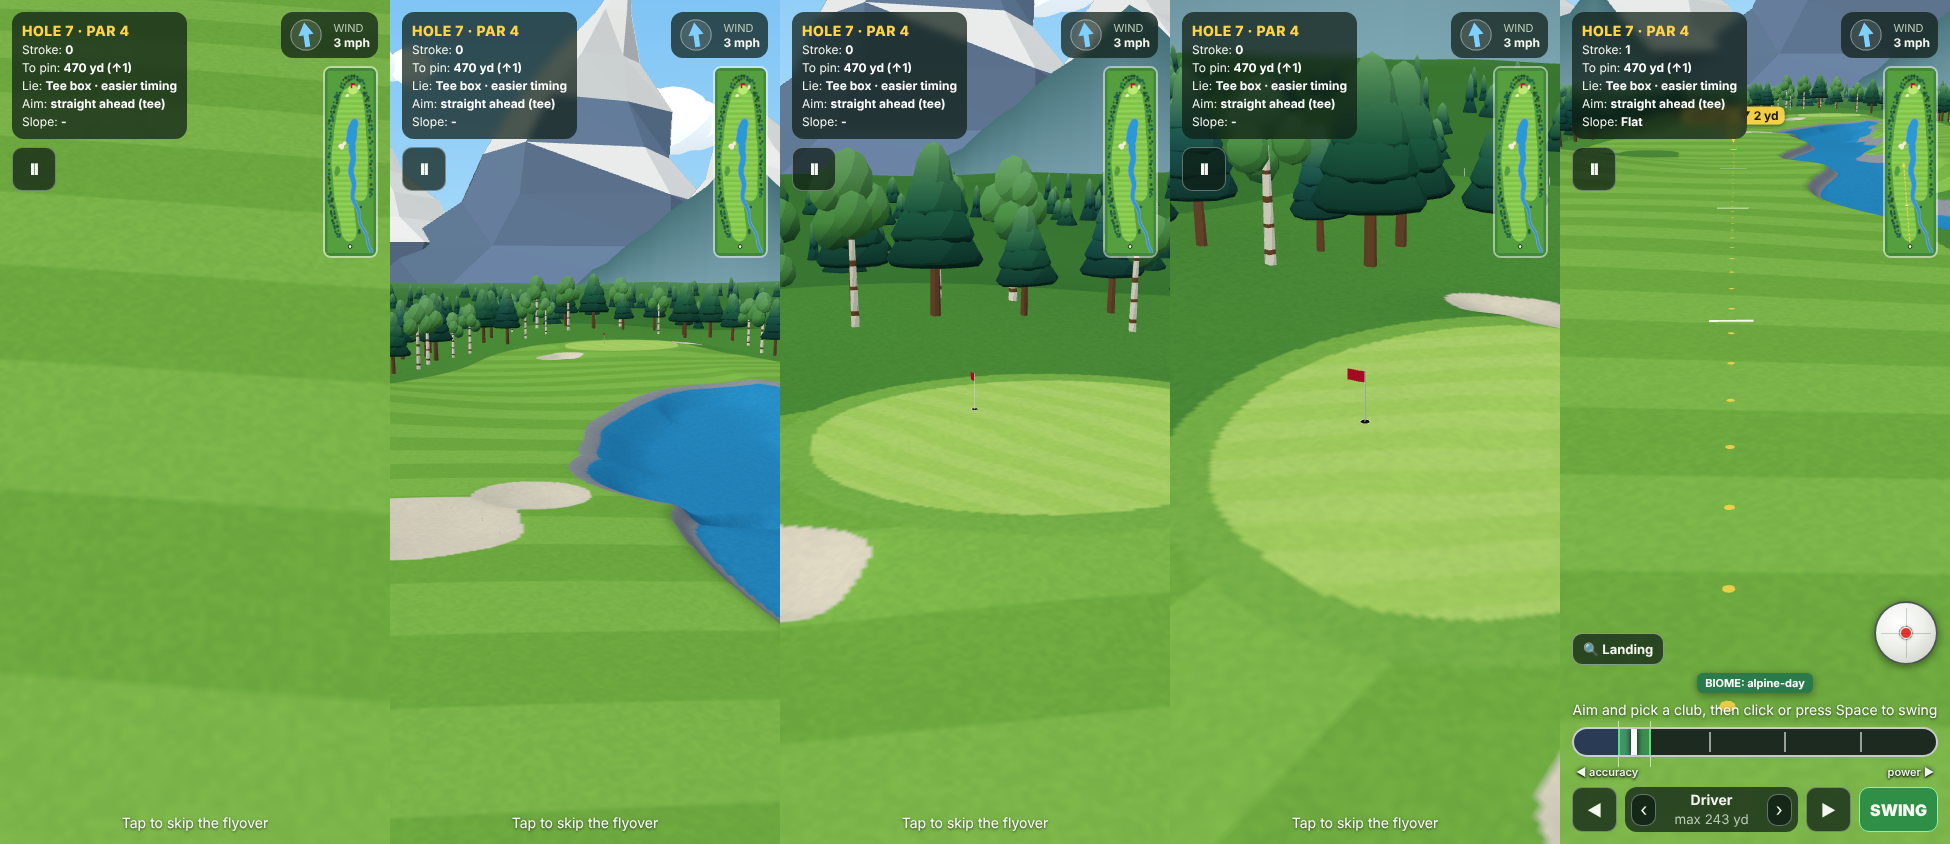 HOLE 7 · PAR 4
Stroke: 0
To pin: 470 yd (↑1)
Lie: Tee box · easier timing
Aim: straight ahead (tee)
Slope: -
WIND
3 mph
Tap to skip the flyover
HOLE 7 · PAR 4
Stroke: 0
To pin: 470 yd (↑1)
Lie: Tee box · easier timing
Aim: straight ahead (tee)
Slope: -
WIND
3 mph
Tap to skip the flyover
HOLE 7 · PAR 4
Stroke: 0
To pin: 470 yd (↑1)
Lie: Tee box · easier timing
Aim: straight ahead (tee)
Slope: -
WIND
3 mph
Tap to skip the flyover
HOLE 7 · PAR 4
Stroke: 0
To pin: 470 yd (↑1)
Lie: Tee box · easier timing
Aim: straight ahead (tee)
Slope: -
WIND
3 mph
Tap to skip the flyover
HOLE 7 · PAR 4
Stroke: 1
To pin: 470 yd (↑1)
Lie: Tee box · easier timing
Aim: straight ahead (tee)
Slope: Flat
WIND
3 mph
2 yd
🔍 Landing
BIOME: alpine-day
Aim and pick a club, then click or press Space to swing
◀ accuracy
power ▶
◀
‹
Driver
max 243 yd
›
▶
SWING